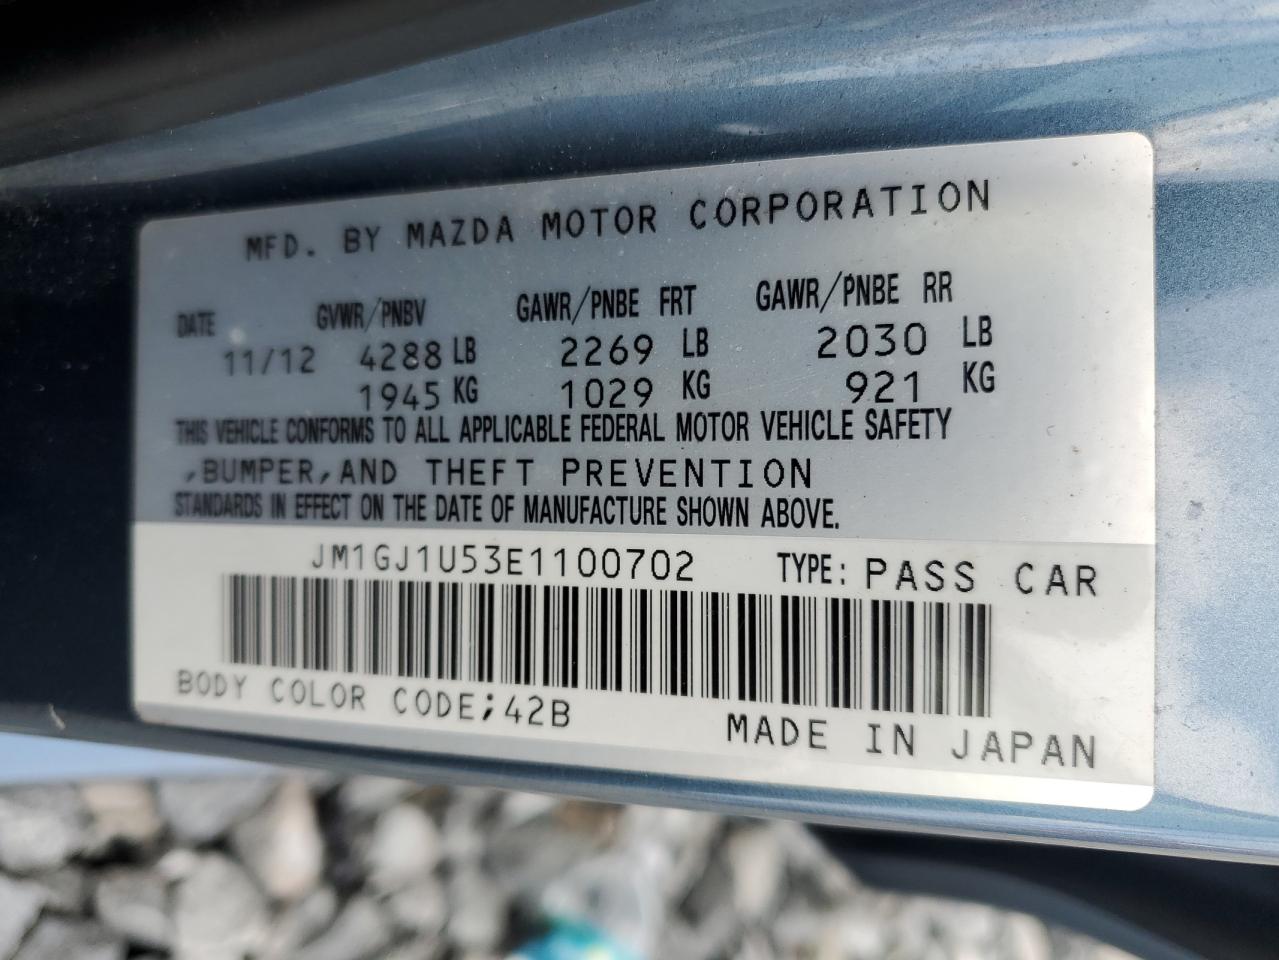 MFD. BY MAZDA MOTOR CORPORATION
DATE GVWR/PNBV GAWR/PNBE FRT GAWR/PNBE RR
11/12 4288 LB 2269 LB 2030 LB
1945 KG 1029 KG 921 KG
THIS VEHICLE CONFORMS TO ALL APPLICABLE FEDERAL MOTOR VEHICLE SAFETY
,BUMPER,AND THEFT PREVENTION
STANDARDS IN EFFECT ON THE DATE OF MANUFACTURE SHOWN ABOVE.
JM1GJ1U53E1100702 TYPE: PASS CAR
BODY COLOR CODE;42B
MADE IN JAPAN